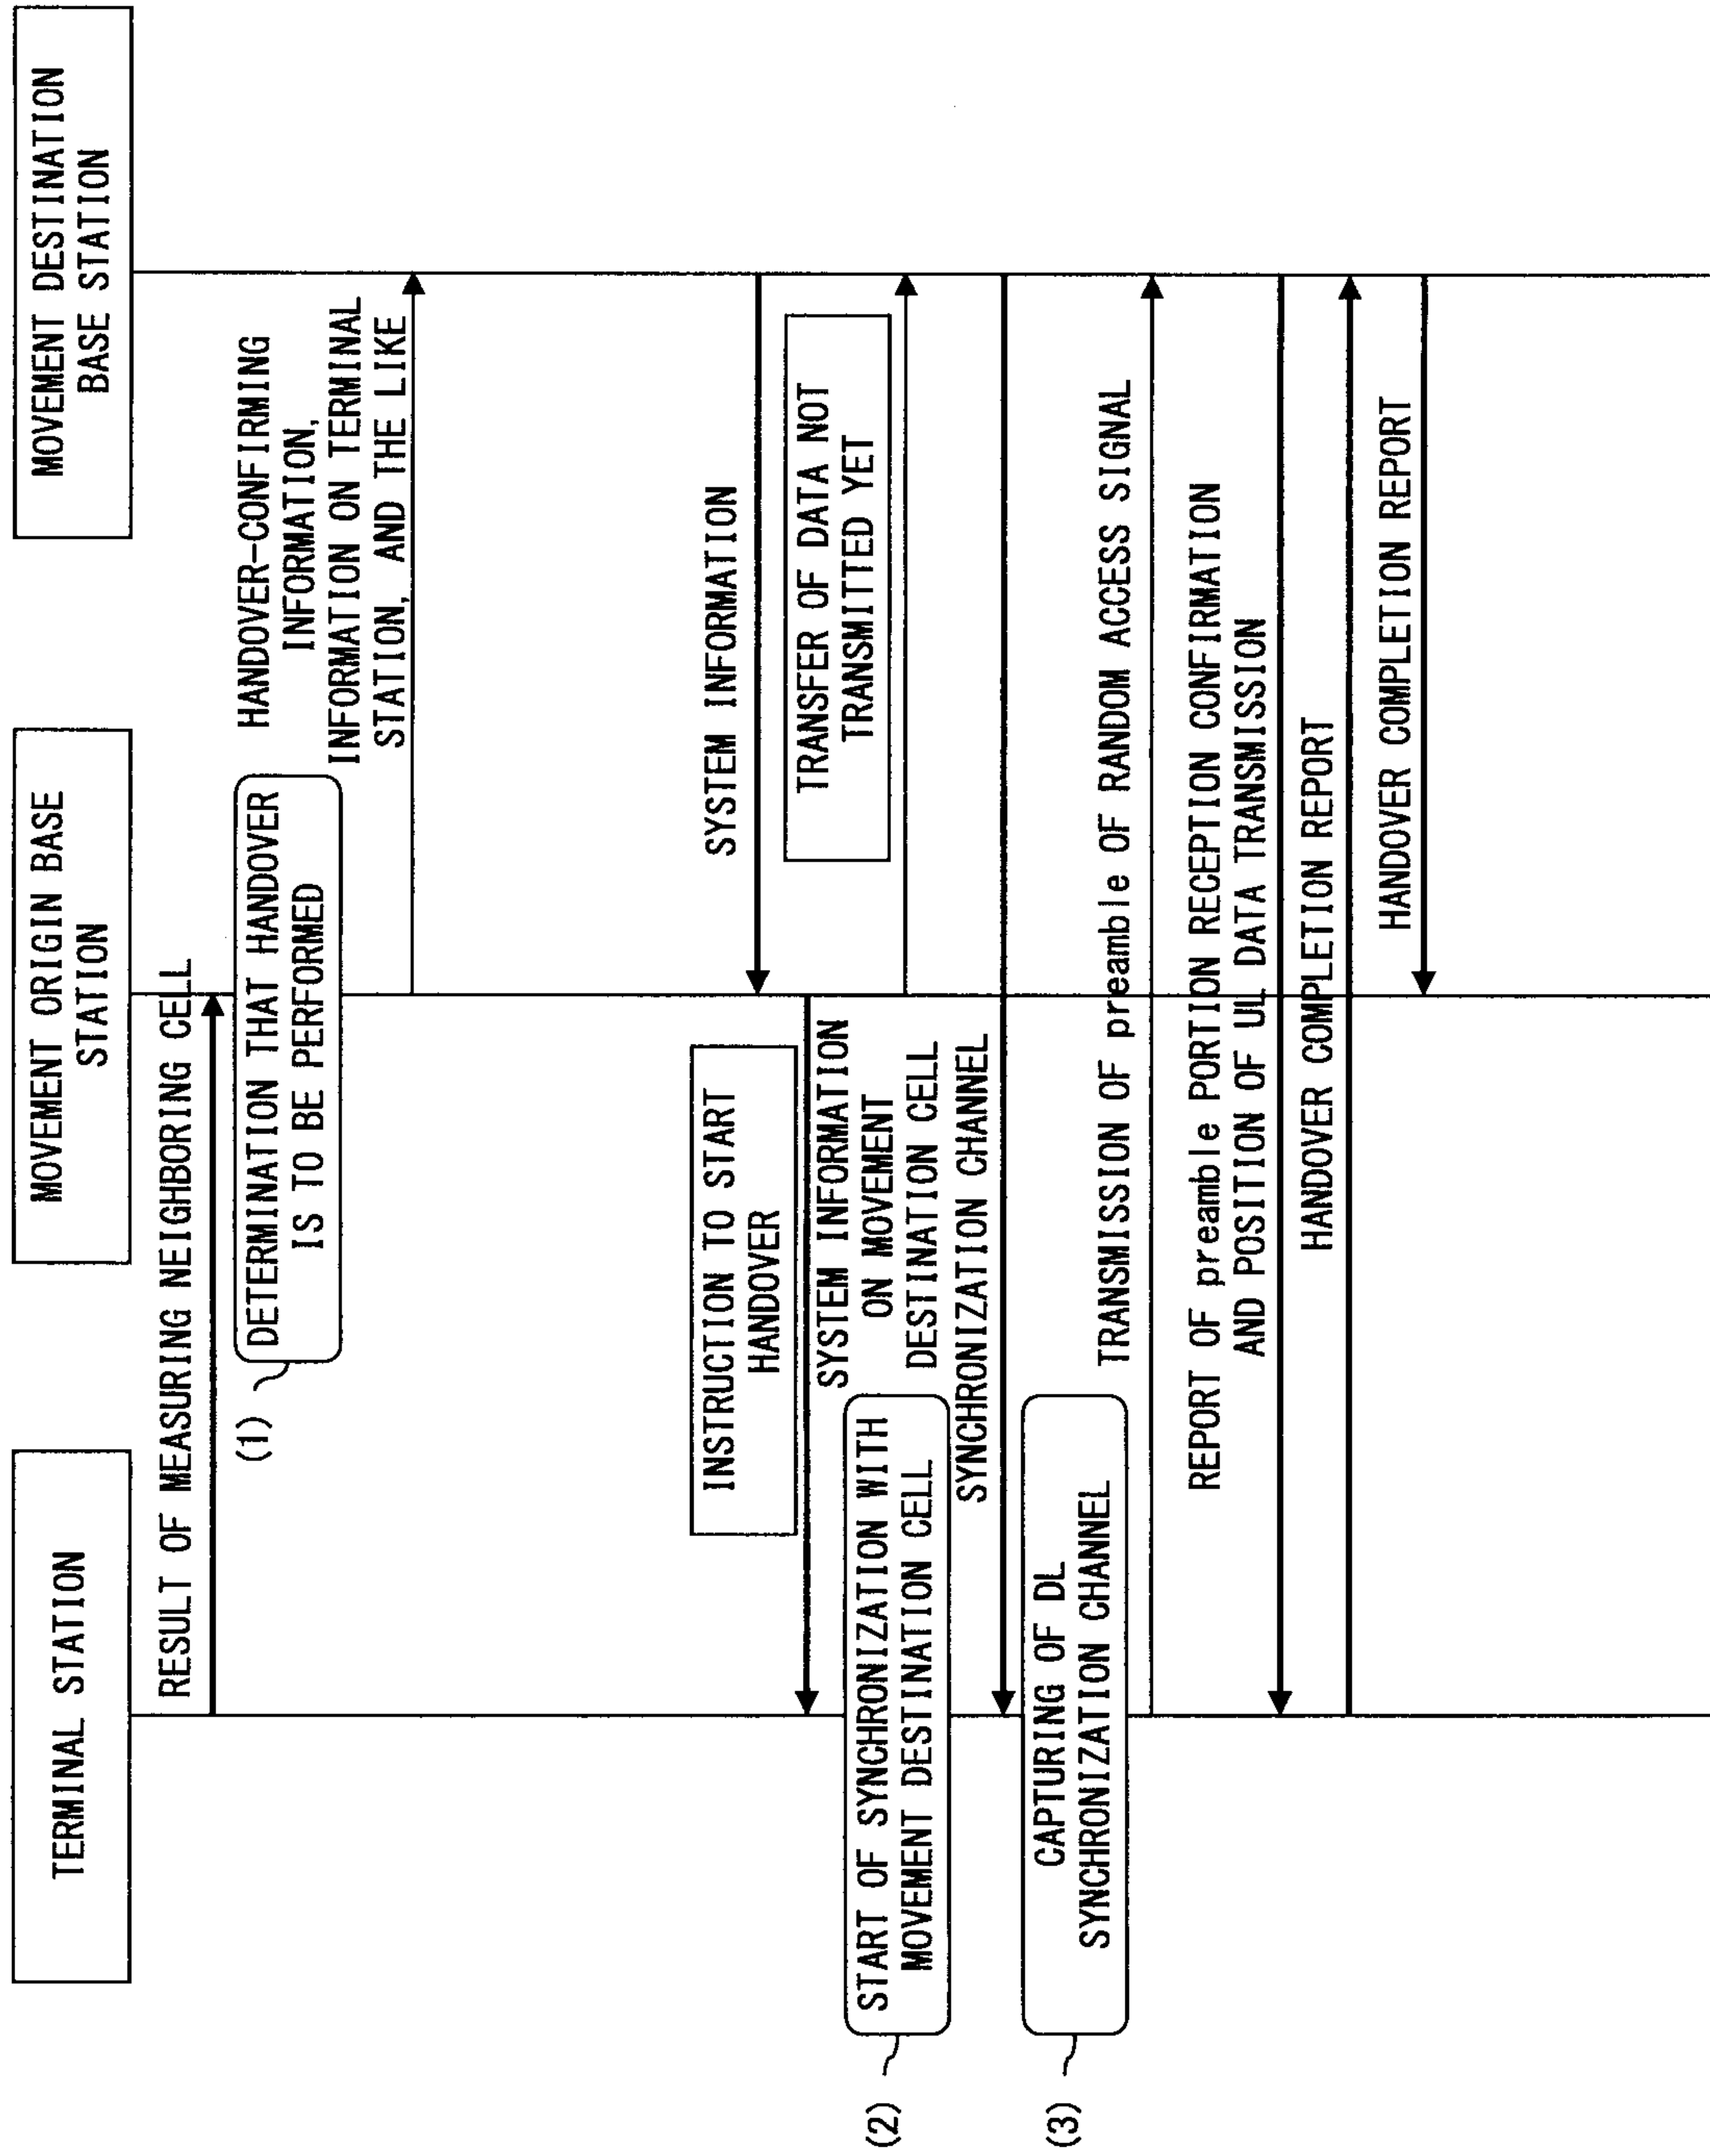 TERMINAL STATION
MOVEMENT ORIGIN BASE
STATION
MOVEMENT DESTINATION
BASE STATION
RESULT OF MEASURING NEIGHBORING CELL
(1)
DETERMINATION THAT HANDOVER
IS TO BE PERFORMED
HANDOVER-CONFIRMING
INFORMATION,
INFORMATION ON TERMINAL
STATION, AND THE LIKE
SYSTEM INFORMATION
INSTRUCTION TO START
HANDOVER
SYSTEM INFORMATION
ON MOVEMENT
DESTINATION CELL
TRANSFER OF DATA NOT
TRANSMITTED YET
(2)
START OF SYNCHRONIZATION WITH
MOVEMENT DESTINATION CELL
SYNCHRONIZATION CHANNEL
(3)
CAPTURING OF DL
SYNCHRONIZATION CHANNEL
TRANSMISSION OF preamble OF RANDOM ACCESS SIGNAL
REPORT OF preamble PORTION RECEPTION CONFIRMATION
AND POSITION OF UL DATA TRANSMISSION
HANDOVER COMPLETION REPORT
HANDOVER COMPLETION REPORT